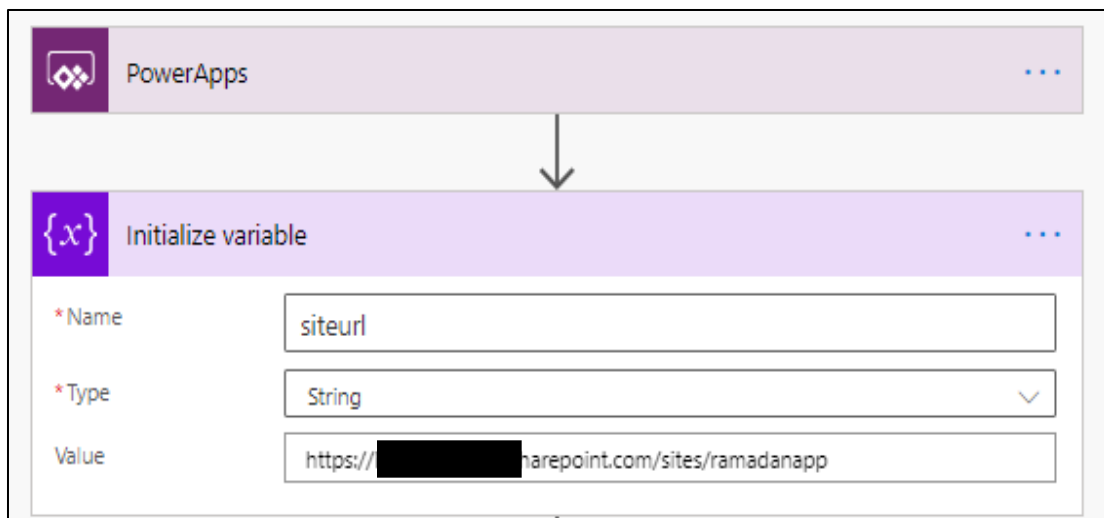 PowerApps
{x} Initialize variable
*Name siteurl
*Type String
Value https:// harepoint.com/sites/ramadanapp